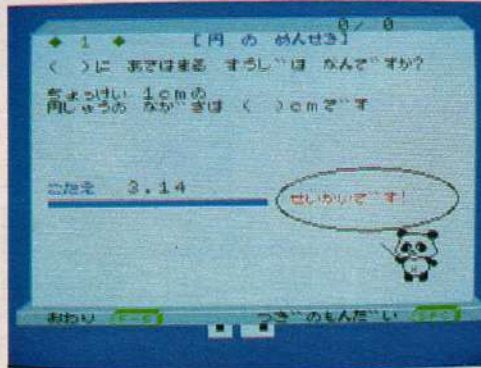 0/ 0
◆ 1 ◆ 【円 の めんせき】
く 〉に あてはまる すうじは なんですか?
ちょっけい 1cmの
円しゅうの ながさは く 〉cmです
こたえ 3.14
せいかいです!
おわり
つぎのもんだい